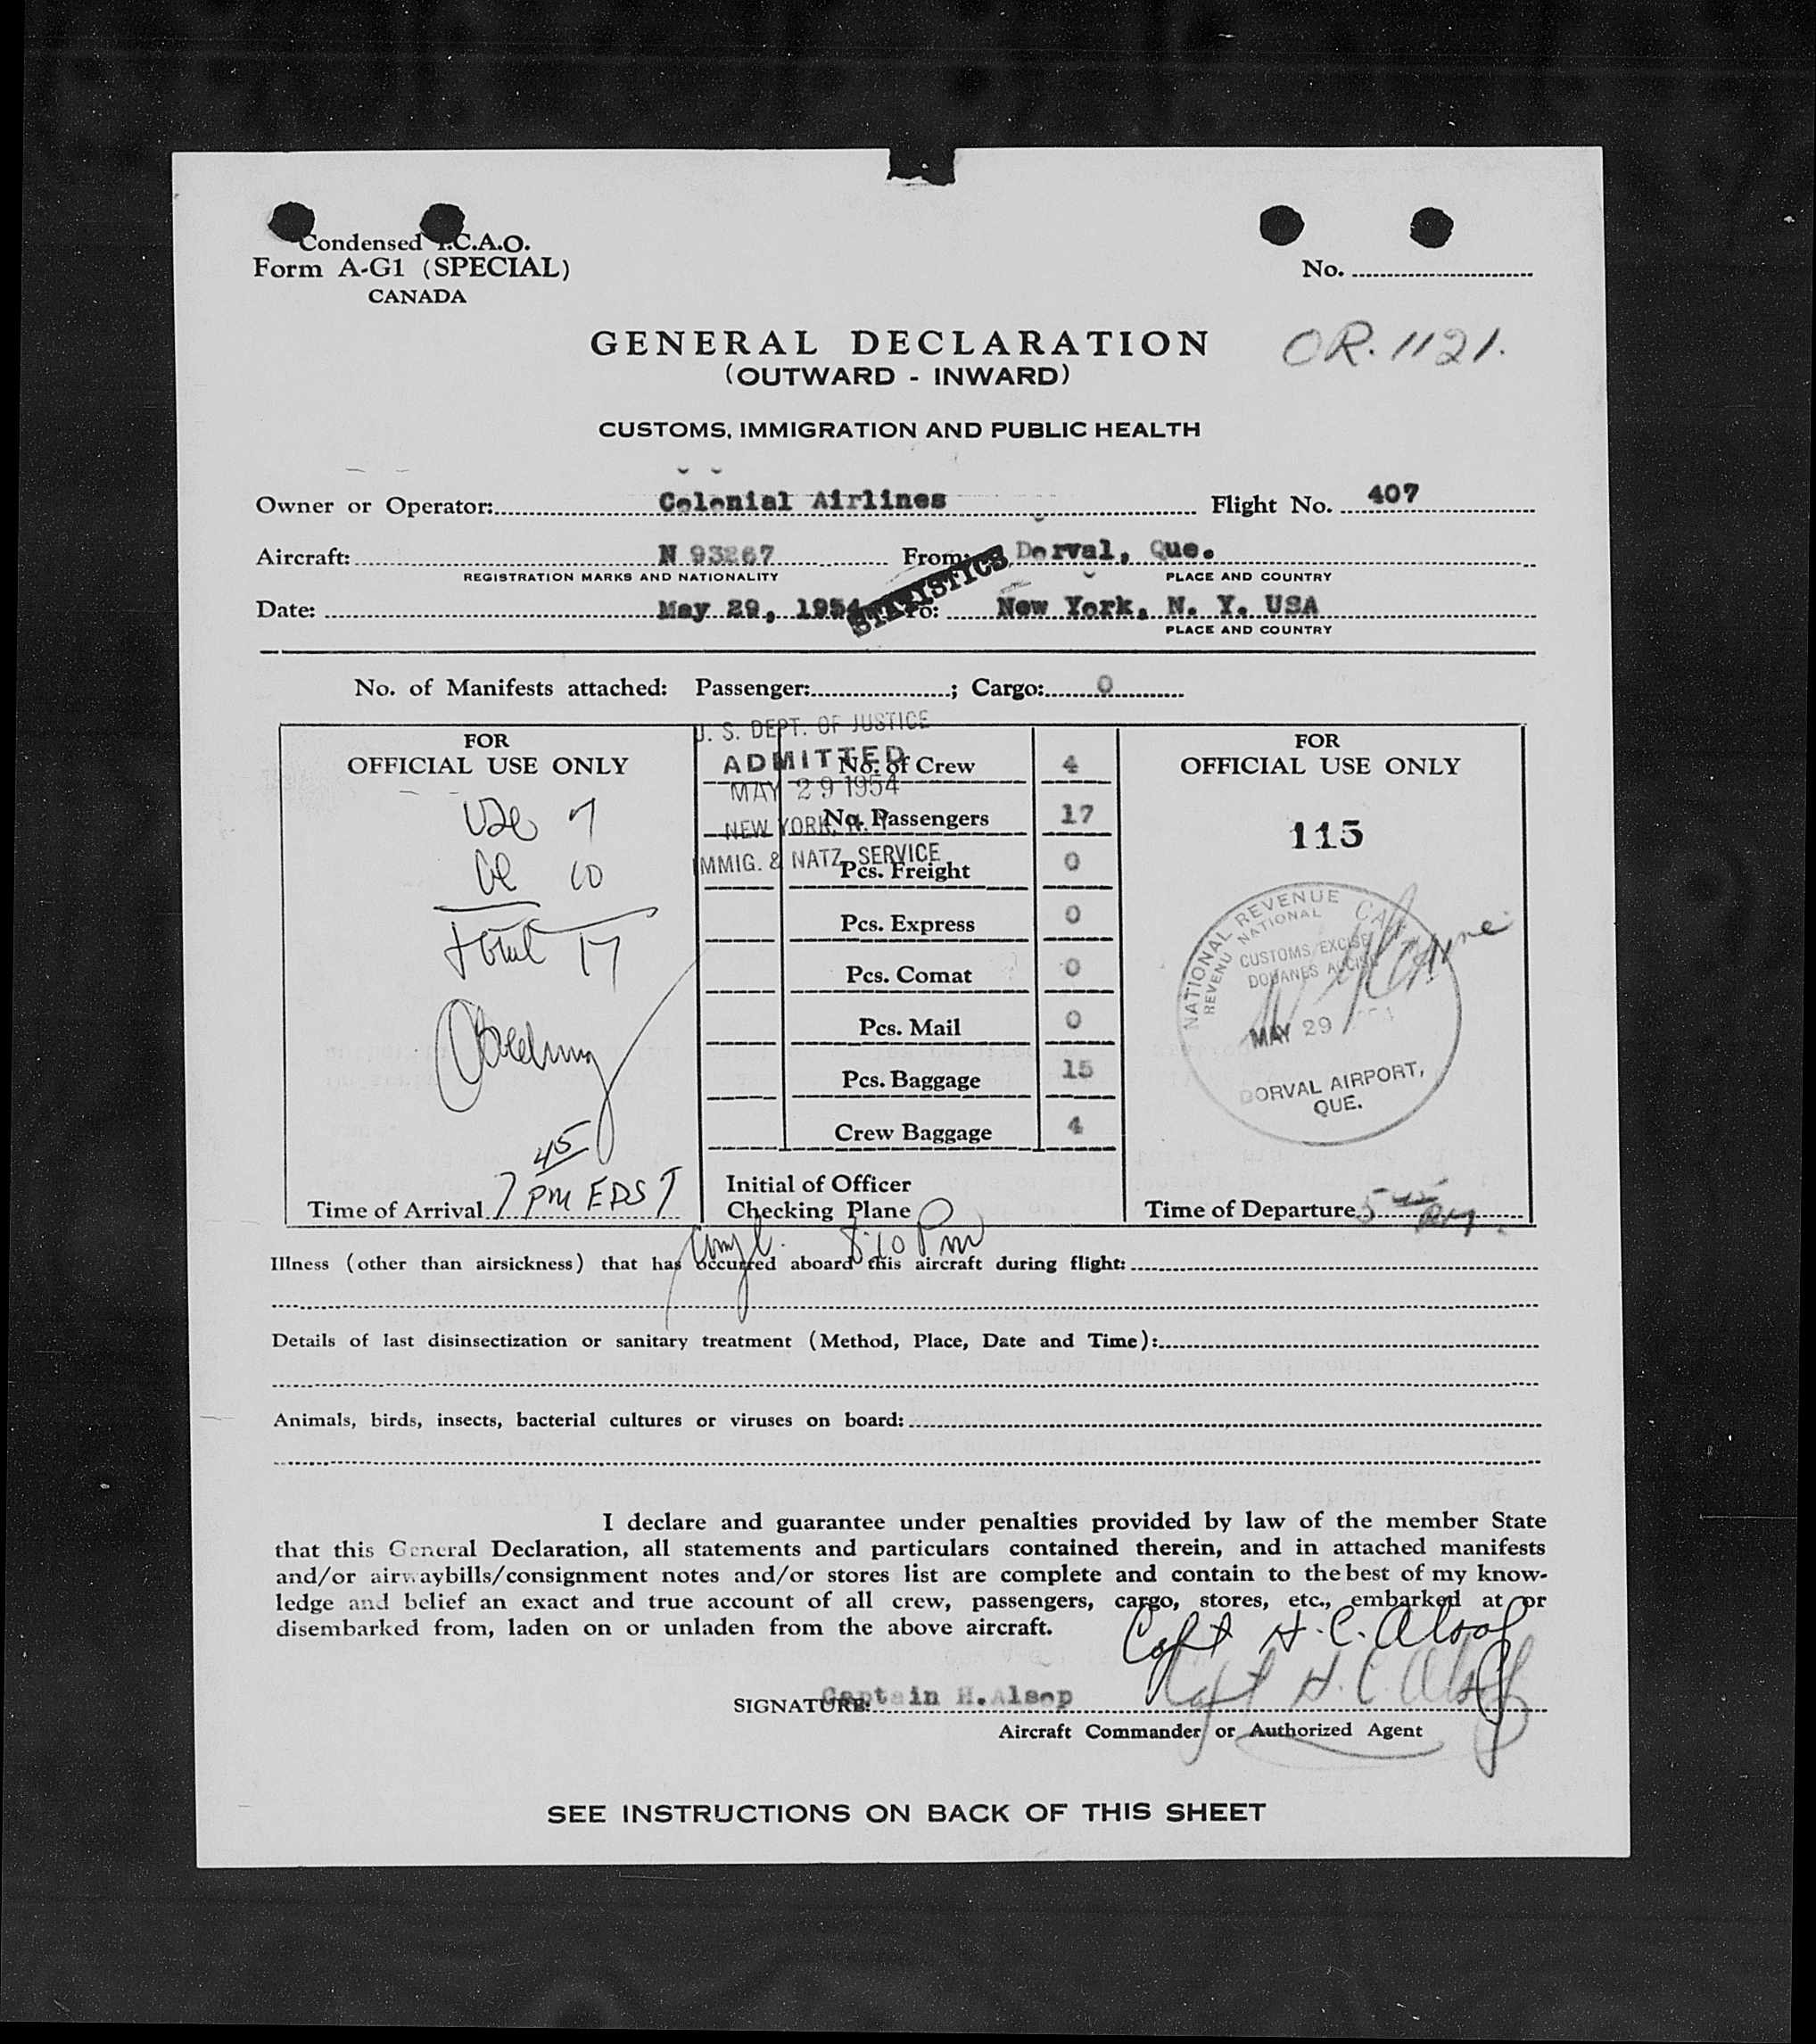 Condensed I.C.A.O.
Form A-G1 (SPECIAL)
CANADA
No.
OR. 1121.
GENERAL DECLARATION
(OUTWARD - INWARD)
CUSTOMS, IMMIGRATION AND PUBLIC HEALTH
Owner or Operator: Colonial Airlines Flight No. 407
Aircraft: N 93267 From: Dorval, Que.
REGISTRATION MARKS AND NATIONALITY PLACE AND COUNTRY
STATISTICS
Date: May 29, 1954 To: New York, N. Y. USA
PLACE AND COUNTRY
No. of Manifests attached: Passenger: ; Cargo: 0
FOR
OFFICIAL USE ONLY
7
10
total 17
Time of Arrival 7 45 PM EDST
U. S. DEPT. OF JUSTICE
ADMITTED
MAY 29 1954
NEW YORK, N. Y.
IMMIG. & NATZ. SERVICE
No. of Crew 4
No. Passengers 17
Pcs. Freight 0
Pcs. Express 0
Pcs. Comat 0
Pcs. Mail 0
Pcs. Baggage 15
Crew Baggage 4
Initial of Officer
Checking Plane
8:10 PM
FOR
OFFICIAL USE ONLY
115
NATIONAL REVENUE
REVENU NATIONAL
CUSTOMS/EXCISE
DOUANES ACCISE
MAY 29 1954
DORVAL AIRPORT,
QUE.
Time of Departure
Illness (other than airsickness) that has occurred aboard this aircraft during flight:
Details of last disinsectization or sanitary treatment (Method, Place, Date and Time):
Animals, birds, insects, bacterial cultures or viruses on board:
I declare and guarantee under penalties provided by law of the member State
that this General Declaration, all statements and particulars contained therein, and in attached manifests
and/or airwaybills/consignment notes and/or stores list are complete and contain to the best of my know-
ledge and belief an exact and true account of all crew, passengers, cargo, stores, etc., embarked at or
disembarked from, laden on or unladen from the above aircraft.
Capt H. C. Alsop
SIGNATURE: Captain H. Alsop Capt H. C. Alsop
Aircraft Commander or Authorized Agent
SEE INSTRUCTIONS ON BACK OF THIS SHEET